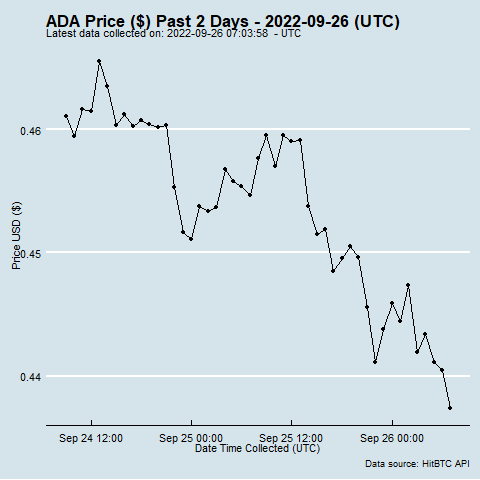 ADA Price ($) Past 2 Days - 2022-09-26 (UTC)
Latest data collected on: 2022-09-26 07:03:58 - UTC
0.46
0.45
0.44
Price USD ($)
Sep 24 12:00
Sep 25 00:00
Sep 25 12:00
Sep 26 00:00
Date Time Collected (UTC)
Data source: HitBTC API